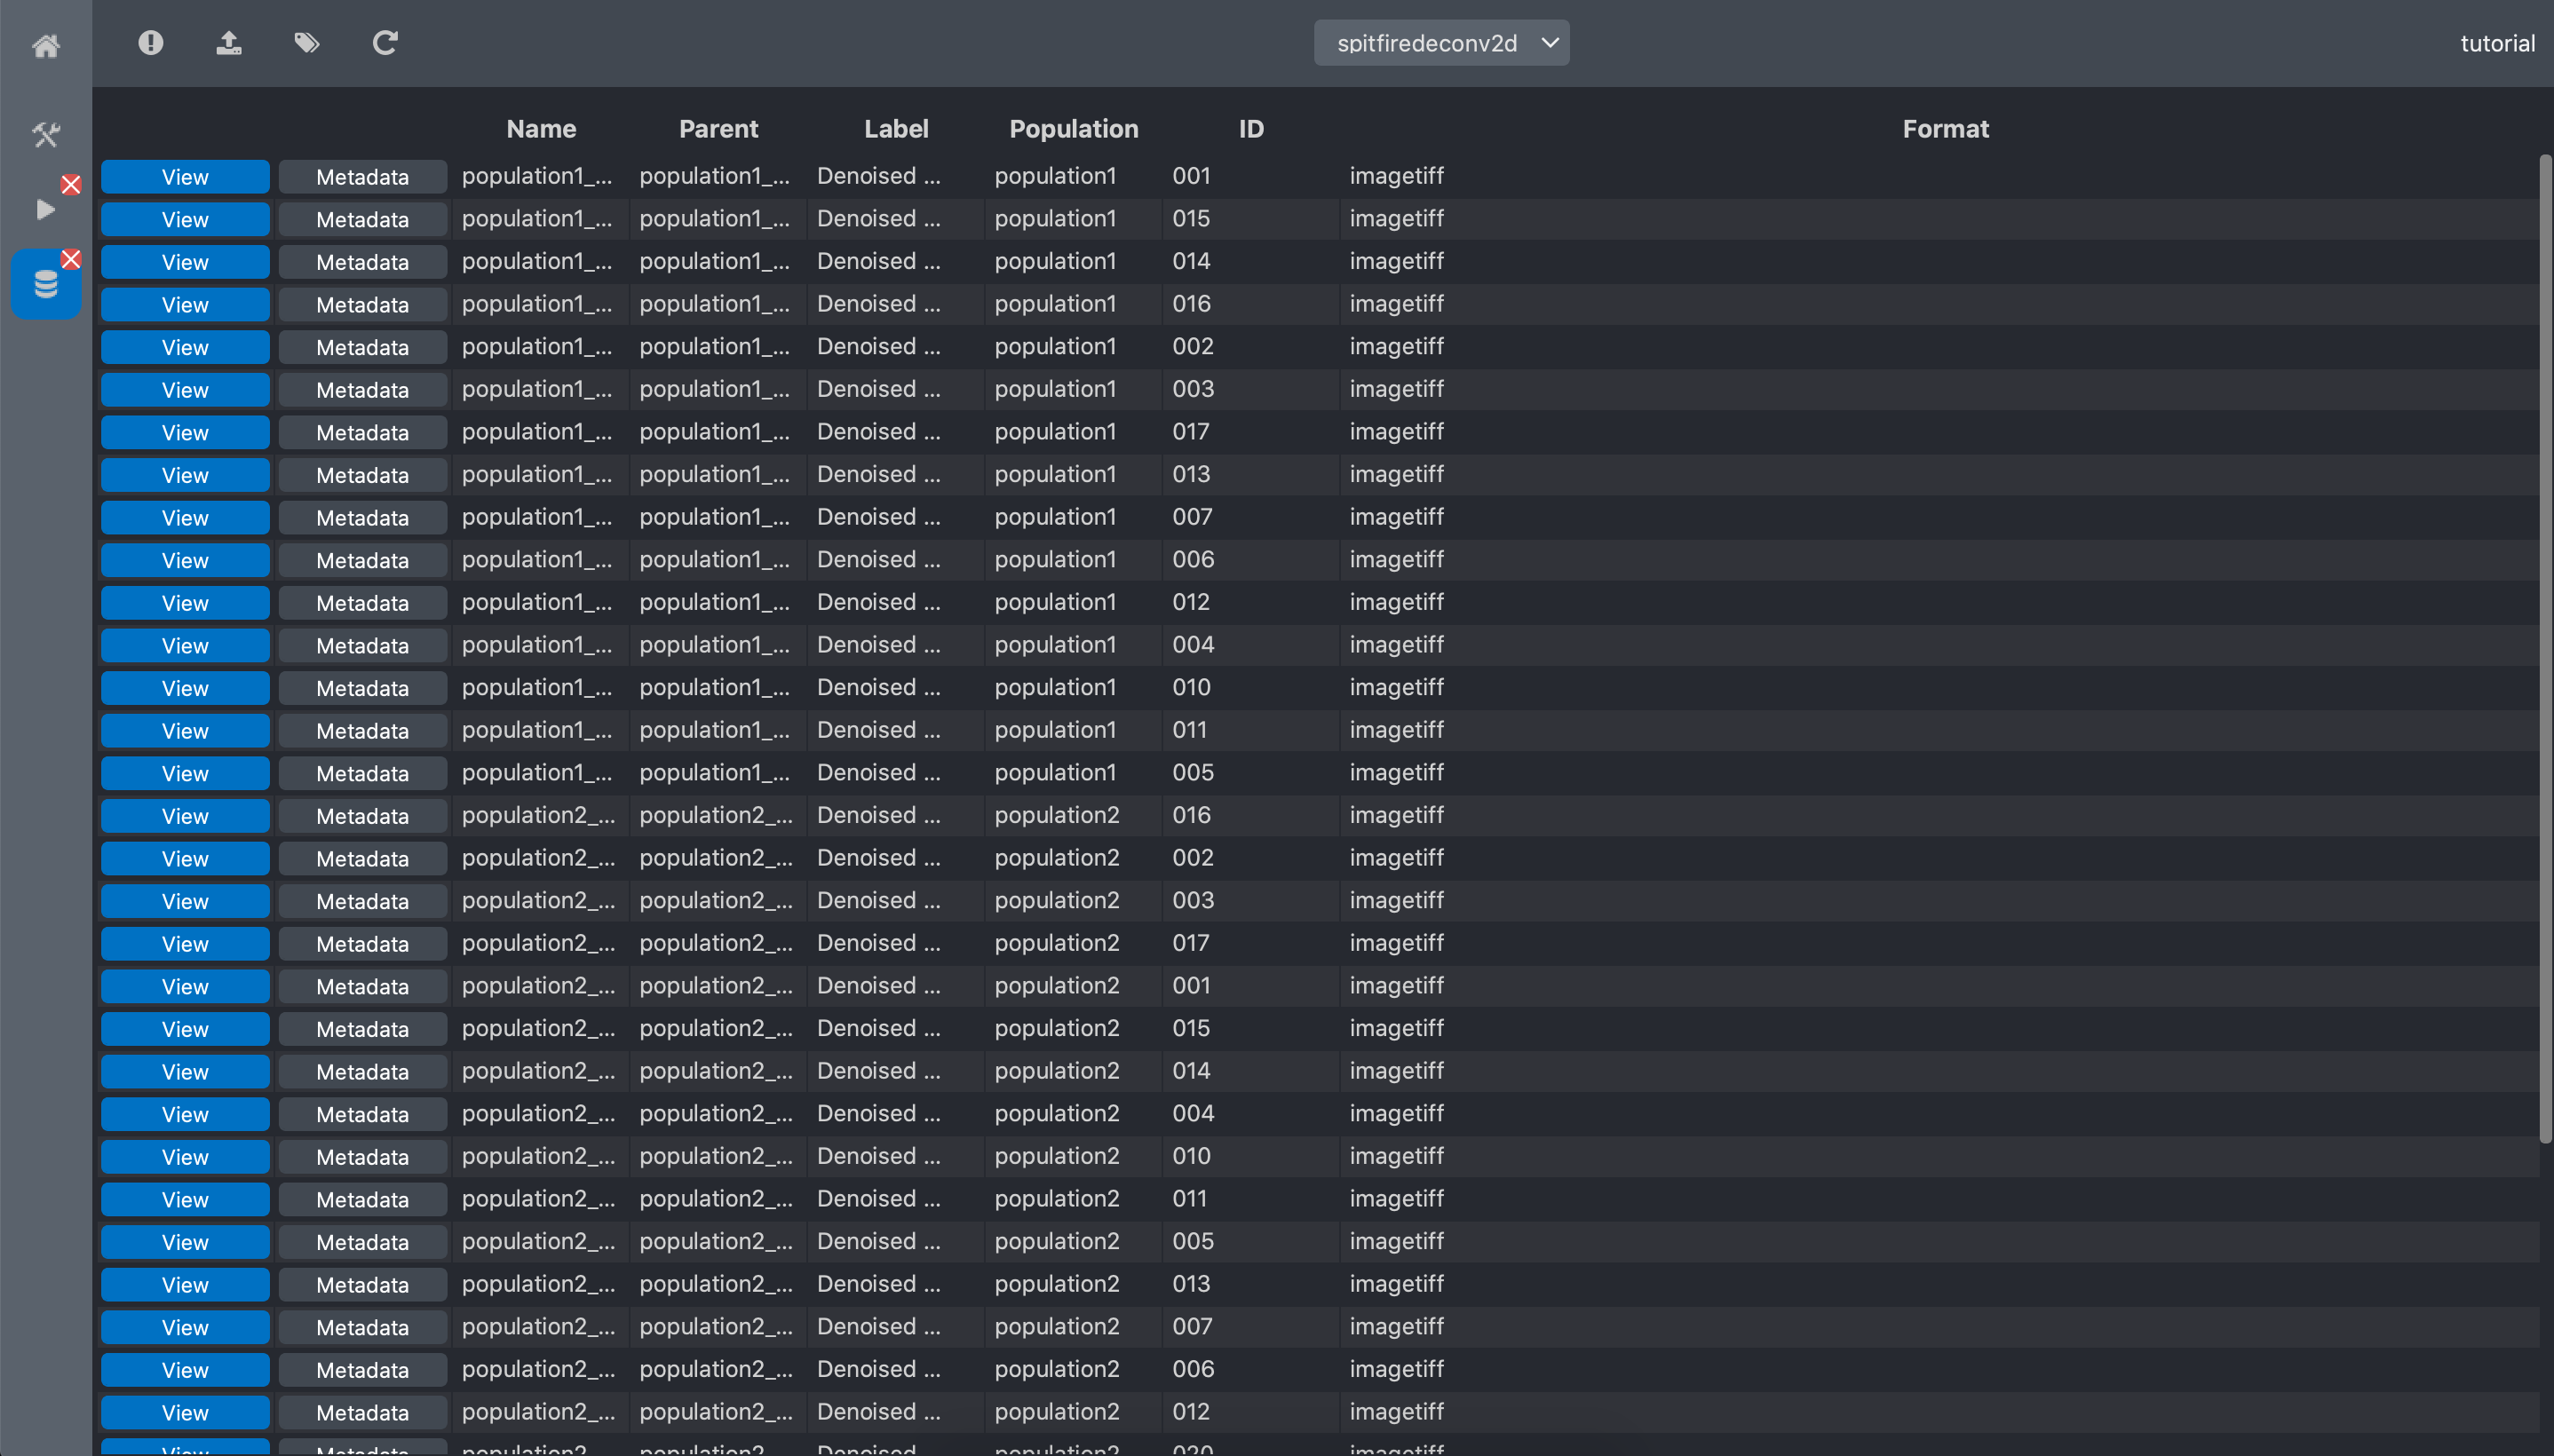 spitfiredeconv2d tutorial
Name Parent Label Population ID Format
View Metadata population1_... population1_... Denoised ... population1 001 imagetiff
View Metadata population1_... population1_... Denoised ... population1 015 imagetiff
View Metadata population1_... population1_... Denoised ... population1 014 imagetiff
View Metadata population1_... population1_... Denoised ... population1 016 imagetiff
View Metadata population1_... population1_... Denoised ... population1 002 imagetiff
View Metadata population1_... population1_... Denoised ... population1 003 imagetiff
View Metadata population1_... population1_... Denoised ... population1 017 imagetiff
View Metadata population1_... population1_... Denoised ... population1 013 imagetiff
View Metadata population1_... population1_... Denoised ... population1 007 imagetiff
View Metadata population1_... population1_... Denoised ... population1 006 imagetiff
View Metadata population1_... population1_... Denoised ... population1 012 imagetiff
View Metadata population1_... population1_... Denoised ... population1 004 imagetiff
View Metadata population1_... population1_... Denoised ... population1 010 imagetiff
View Metadata population1_... population1_... Denoised ... population1 011 imagetiff
View Metadata population1_... population1_... Denoised ... population1 005 imagetiff
View Metadata population2_... population2_... Denoised ... population2 016 imagetiff
View Metadata population2_... population2_... Denoised ... population2 002 imagetiff
View Metadata population2_... population2_... Denoised ... population2 003 imagetiff
View Metadata population2_... population2_... Denoised ... population2 017 imagetiff
View Metadata population2_... population2_... Denoised ... population2 001 imagetiff
View Metadata population2_... population2_... Denoised ... population2 015 imagetiff
View Metadata population2_... population2_... Denoised ... population2 014 imagetiff
View Metadata population2_... population2_... Denoised ... population2 004 imagetiff
View Metadata population2_... population2_... Denoised ... population2 010 imagetiff
View Metadata population2_... population2_... Denoised ... population2 011 imagetiff
View Metadata population2_... population2_... Denoised ... population2 005 imagetiff
View Metadata population2_... population2_... Denoised ... population2 013 imagetiff
View Metadata population2_... population2_... Denoised ... population2 007 imagetiff
View Metadata population2_... population2_... Denoised ... population2 006 imagetiff
View Metadata population2_... population2_... Denoised ... population2 012 imagetiff